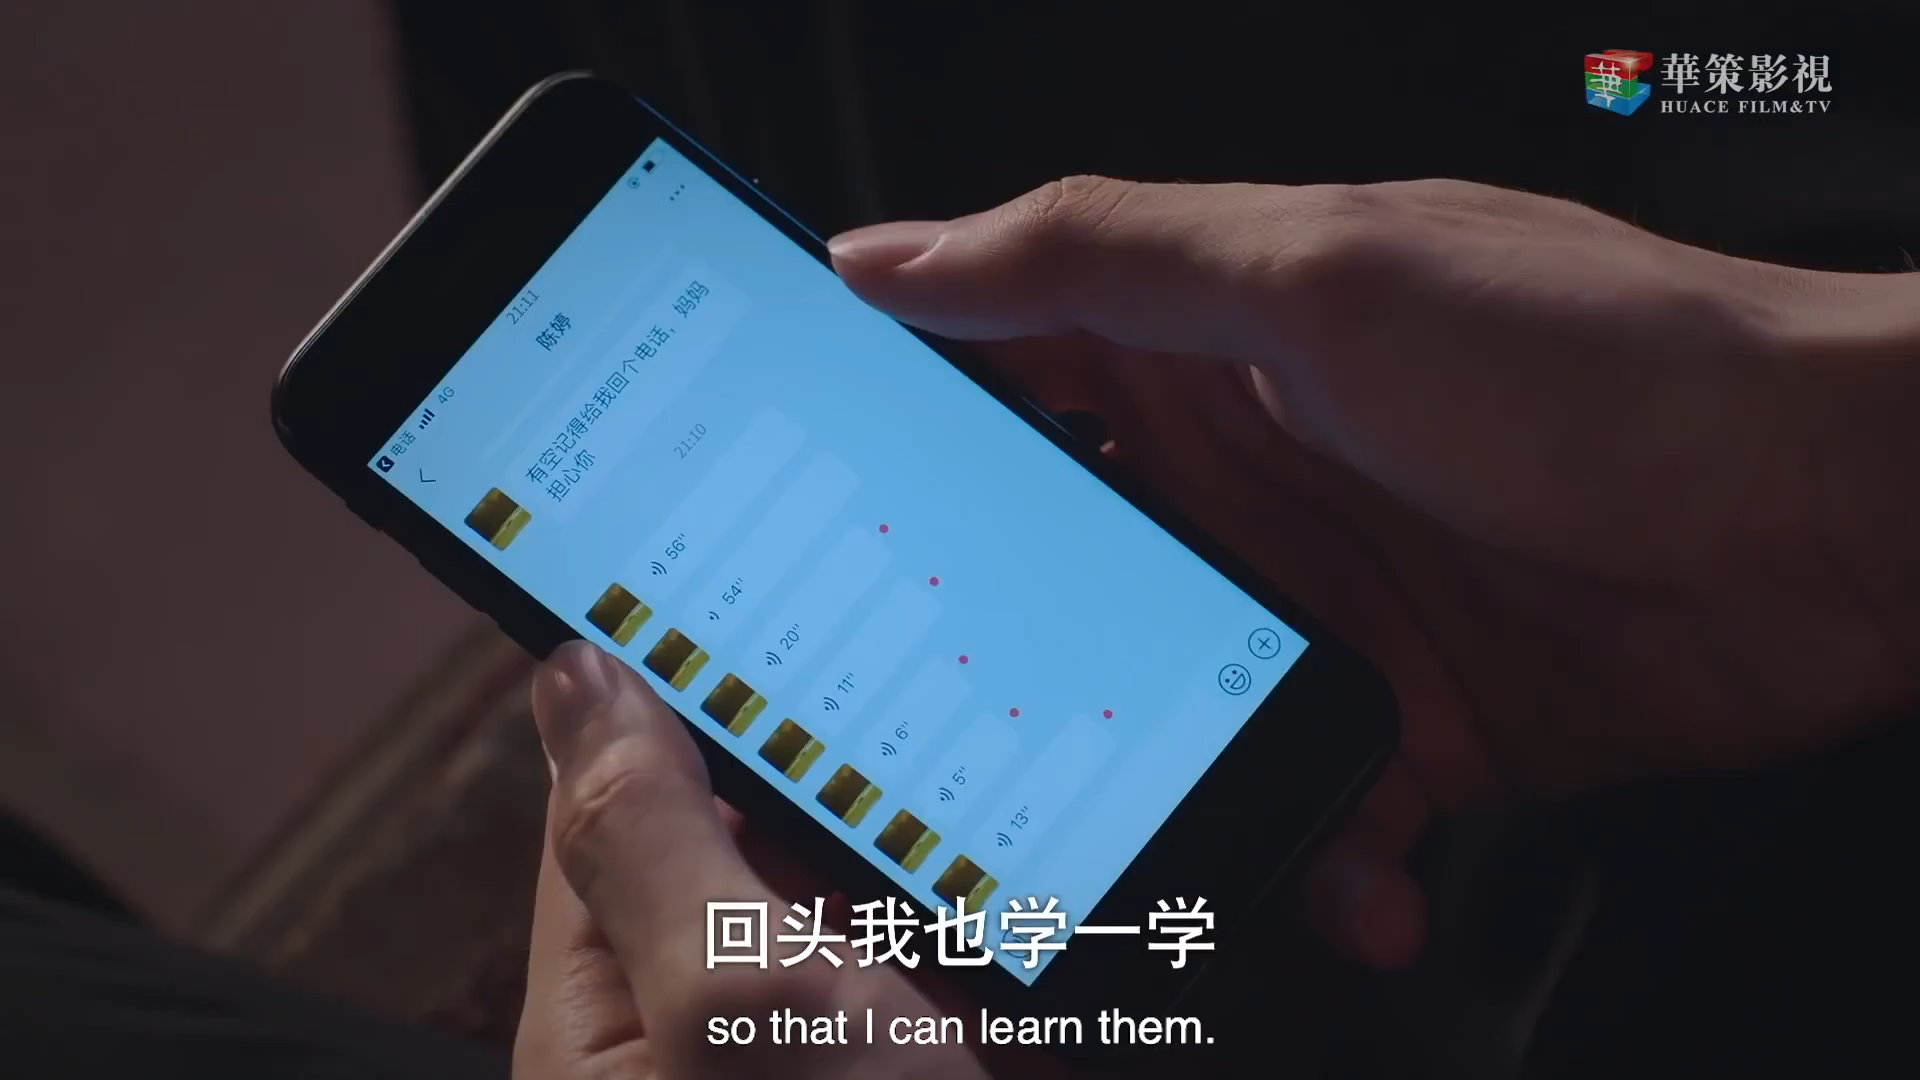 華策影視
HUACE FILM&TV
电话
4G
21:11
陈婷
有空记得给我回个电话，妈妈
担心你
21:10
56"
54"
20"
11"
6"
5"
13"
回头我也学一学
so that I can learn them.